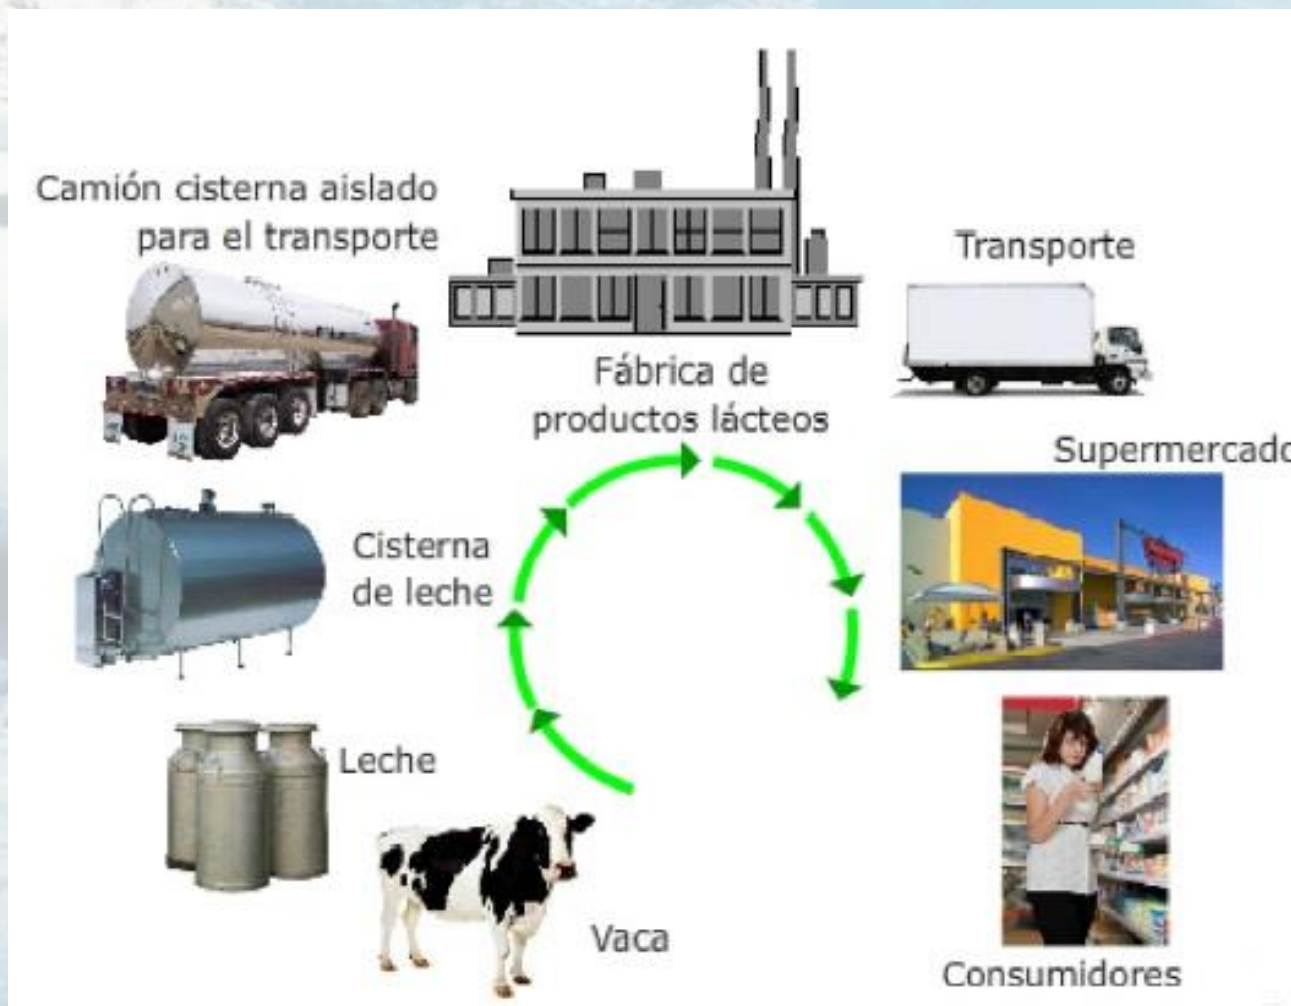 Camión cisterna aislado
para el transporte
Transporte
Fábrica de
productos lácteos
Supermercado
Cisterna
de leche
Leche
Vaca
Consumidores